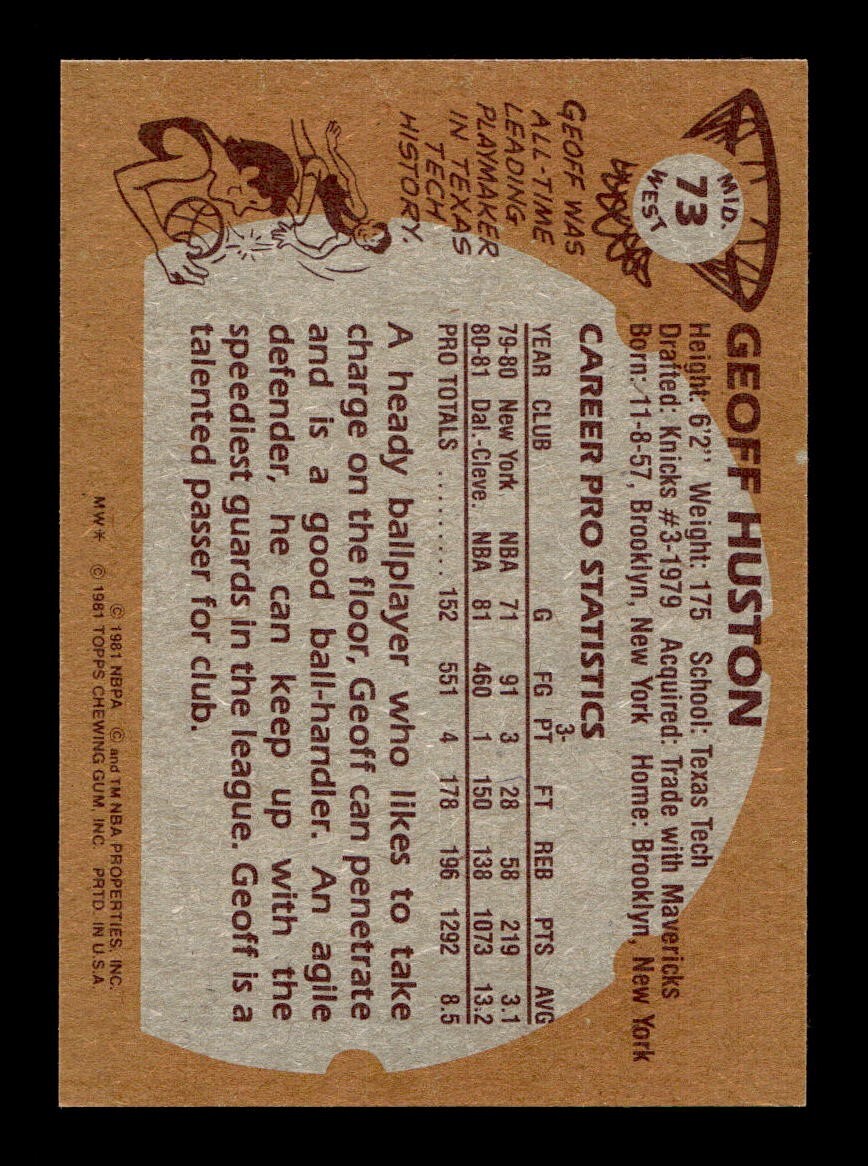 MID.
73
WEST
GEOFF HUSTON
Height: 6'2" Weight: 175 School: Texas Tech
Drafted: Knicks #3-1979 Acquired: Trade with Mavericks
Born: 11-8-57, Brooklyn, New York Home: Brooklyn, New York
CAREER PRO STATISTICS
YEAR CLUB G FG 3-PT FT REB PTS AVG
79-80 New York NBA 71 91 3 28 58 219 3.1
80-81 Dal.-Cleve. NBA 81 460 1 150 138 1073 13.2
PRO TOTALS .......... 152 551 4 178 196 1292 8.5
A heady ballplayer who likes to take
charge on the floor, Geoff can penetrate
and is a good ball-handler. An agile
defender, he can keep up with the
speediest guards in the league. Geoff is a
talented passer for club.
GEOFF WAS
ALL-TIME
LEADING
PLAYMAKER
IN TEXAS
TECH
HISTORY.
© 1981 NBPA © and TM NBA PROPERTIES, INC.
MW* © 1981 TOPPS CHEWING GUM, INC. PRTD. IN U.S.A.